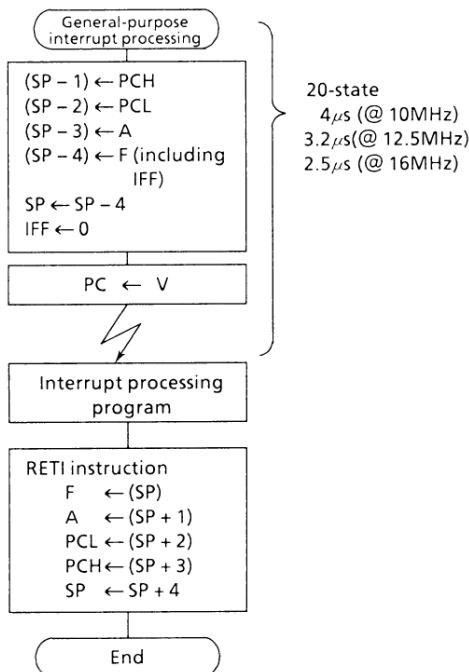 General-purpose
interrupt processing
(SP – 1) ← PCH
(SP – 2) ← PCL
(SP – 3) ← A
(SP – 4) ← F (including
IFF)
SP ← SP – 4
IFF ← 0
PC ← V
20-state
4μs (@ 10MHz)
3.2μs(@ 12.5MHz)
2.5μs (@ 16MHz)
Interrupt processing
program
RETI instruction
F ← (SP)
A ← (SP + 1)
PCL ← (SP + 2)
PCH ← (SP + 3)
SP ← SP + 4
End